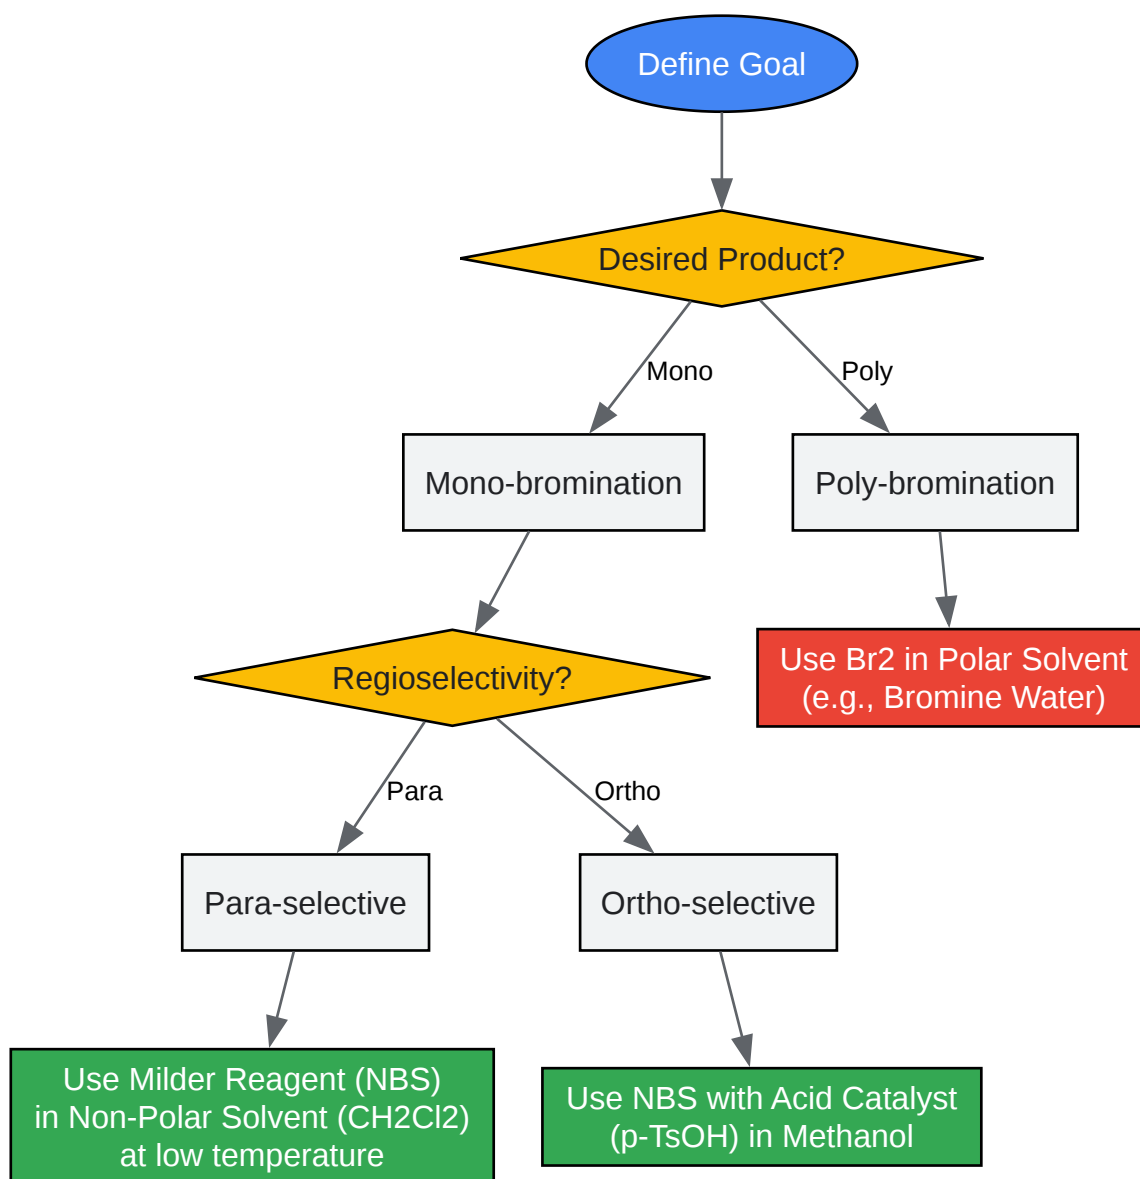 Define Goal
Desired Product?
Mono
Poly
Mono-bromination
Poly-bromination
Regioselectivity?
Use Br2 in Polar Solvent
(e.g., Bromine Water)
Para
Ortho
Para-selective
Ortho-selective
Use Milder Reagent (NBS)
in Non-Polar Solvent (CH2Cl2)
at low temperature
Use NBS with Acid Catalyst
(p-TsOH) in Methanol